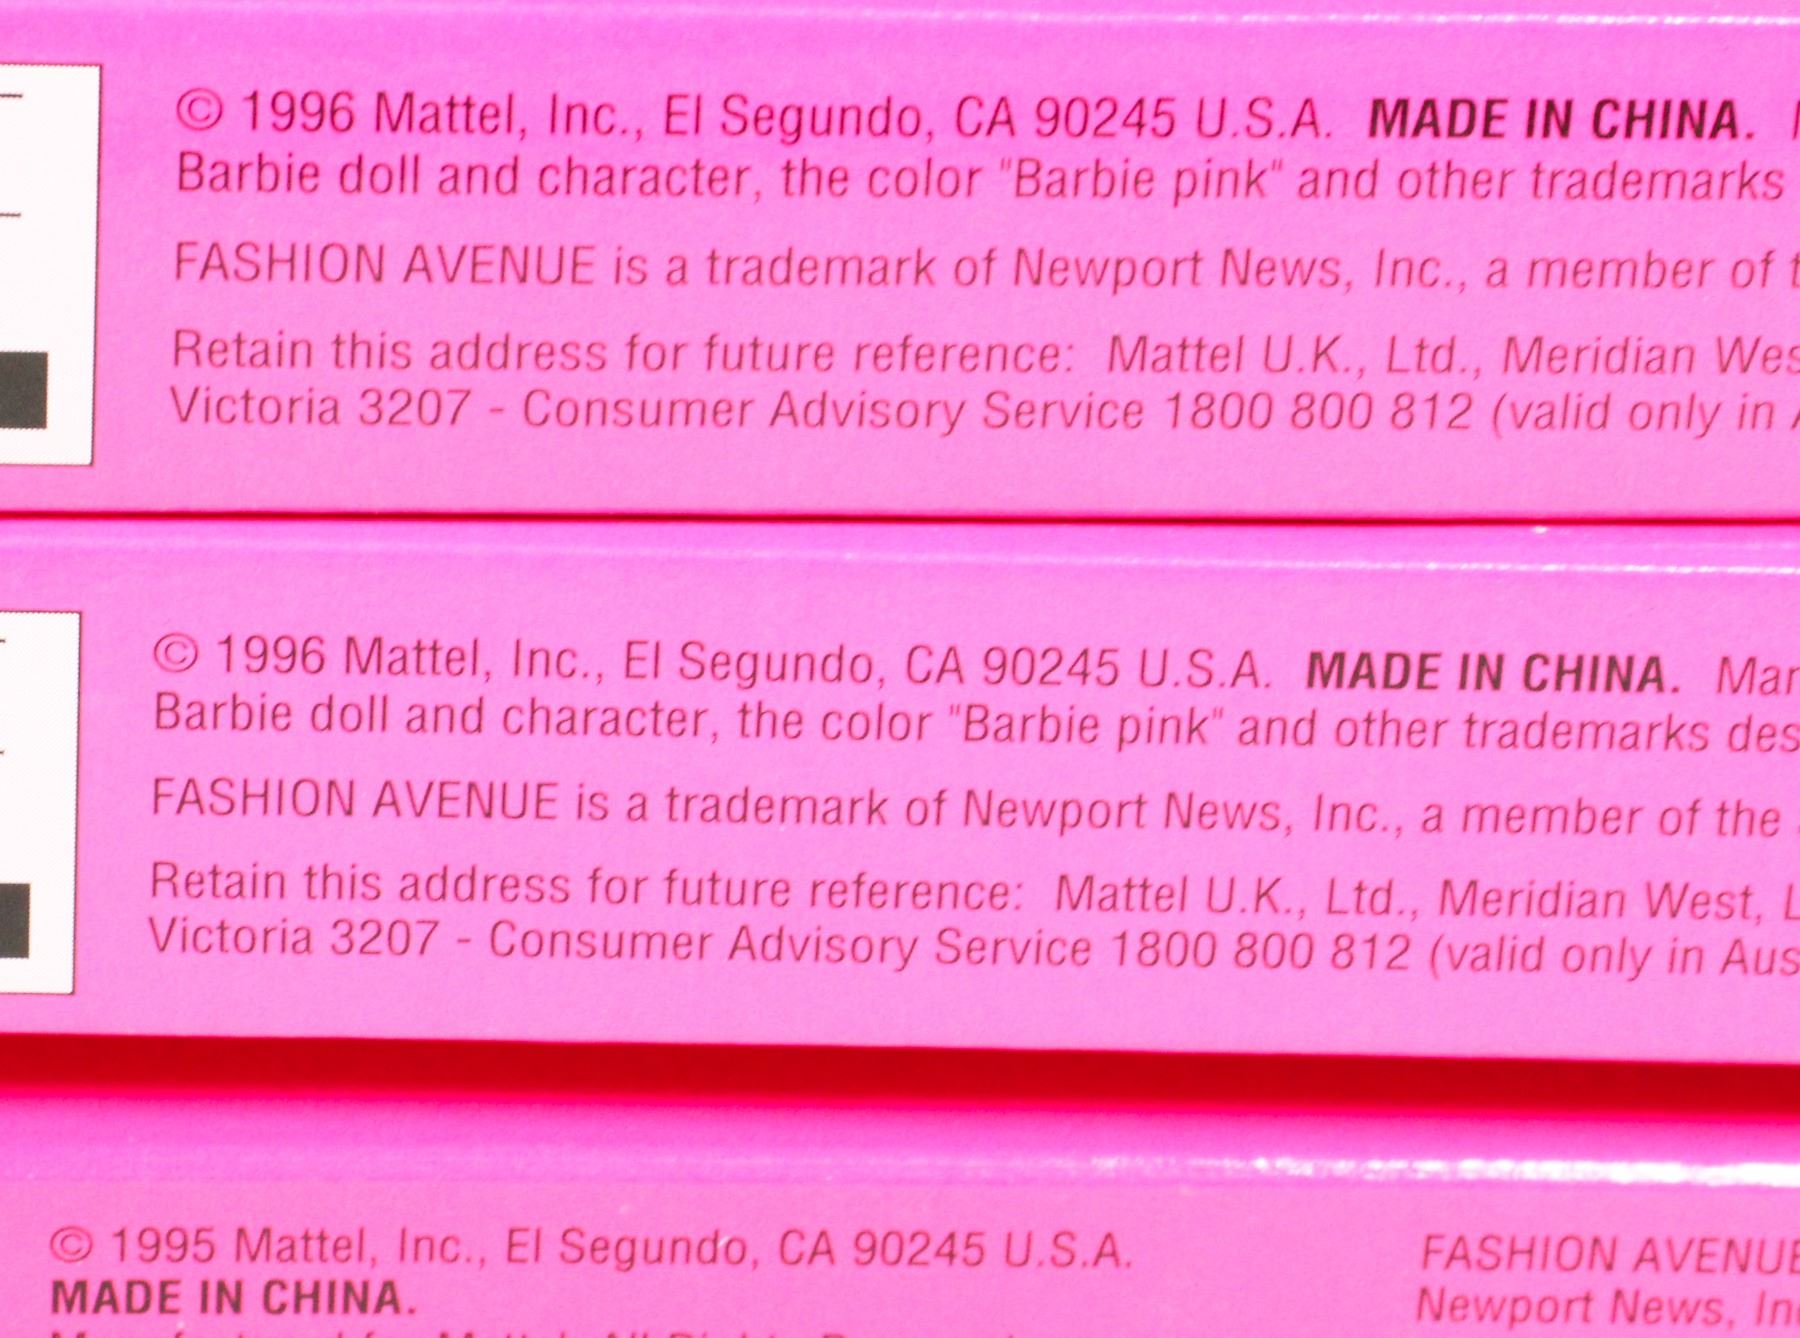 © 1996 Mattel, Inc., El Segundo, CA 90245 U.S.A. MADE IN CHINA.
Barbie doll and character, the color "Barbie pink" and other trademarks
FASHION AVENUE is a trademark of Newport News, Inc., a member of
Retain this address for future reference: Mattel U.K., Ltd., Meridian Wes
Victoria 3207 - Consumer Advisory Service 1800 800 812 (valid only in
© 1996 Mattel, Inc., El Segundo, CA 90245 U.S.A. MADE IN CHINA. Man
Barbie doll and character, the color "Barbie pink" and other trademarks des
FASHION AVENUE is a trademark of Newport News, Inc., a member of the
Retain this address for future reference: Mattel U.K., Ltd., Meridian West, L
Victoria 3207 - Consumer Advisory Service 1800 800 812 (valid only in Aus
© 1995 Mattel, Inc., El Segundo, CA 90245 U.S.A.
MADE IN CHINA.
FASHION AVENUE
Newport News, Inc